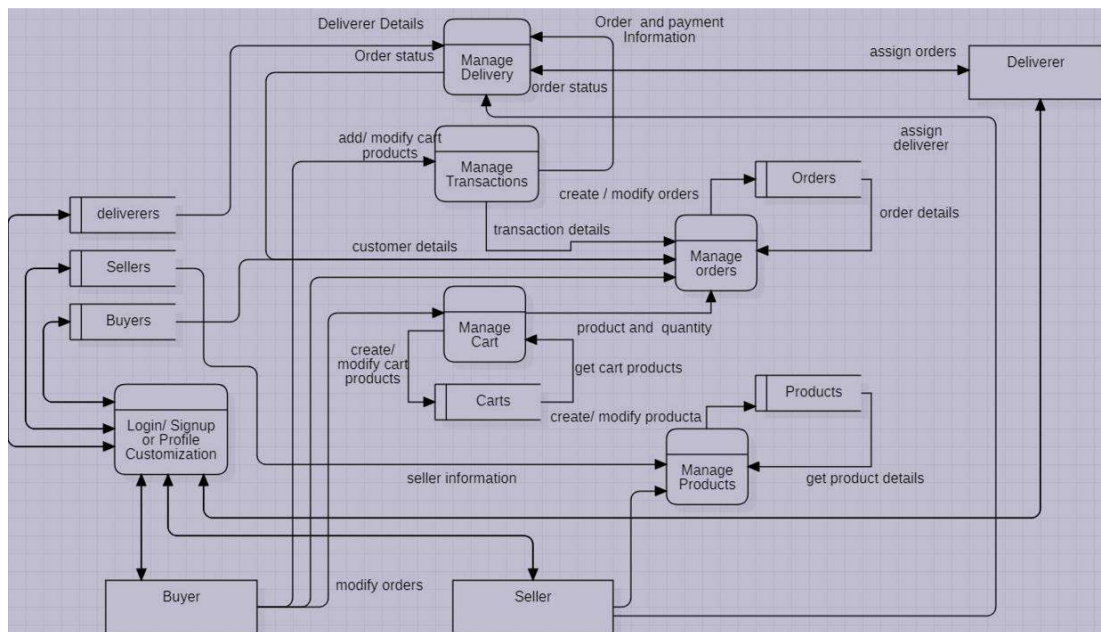 Deliverer Details
Order and payment
Information
Order status
Manage
Delivery
assign orders
Deliverer
order status
add/ modify cart
products
assign
deliverer
Manage
Transactions
Orders
create / modify orders
deliverers
order details
transaction details
customer details
Manage
orders
Sellers
Buyers
Manage
Cart
product and quantity
create/
modify cart
products
get cart products
Carts
Products
create/ modify producta
Login/ Signup
or Profile
Customization
seller information
Manage
Products
get product details
modify orders
Buyer
Seller